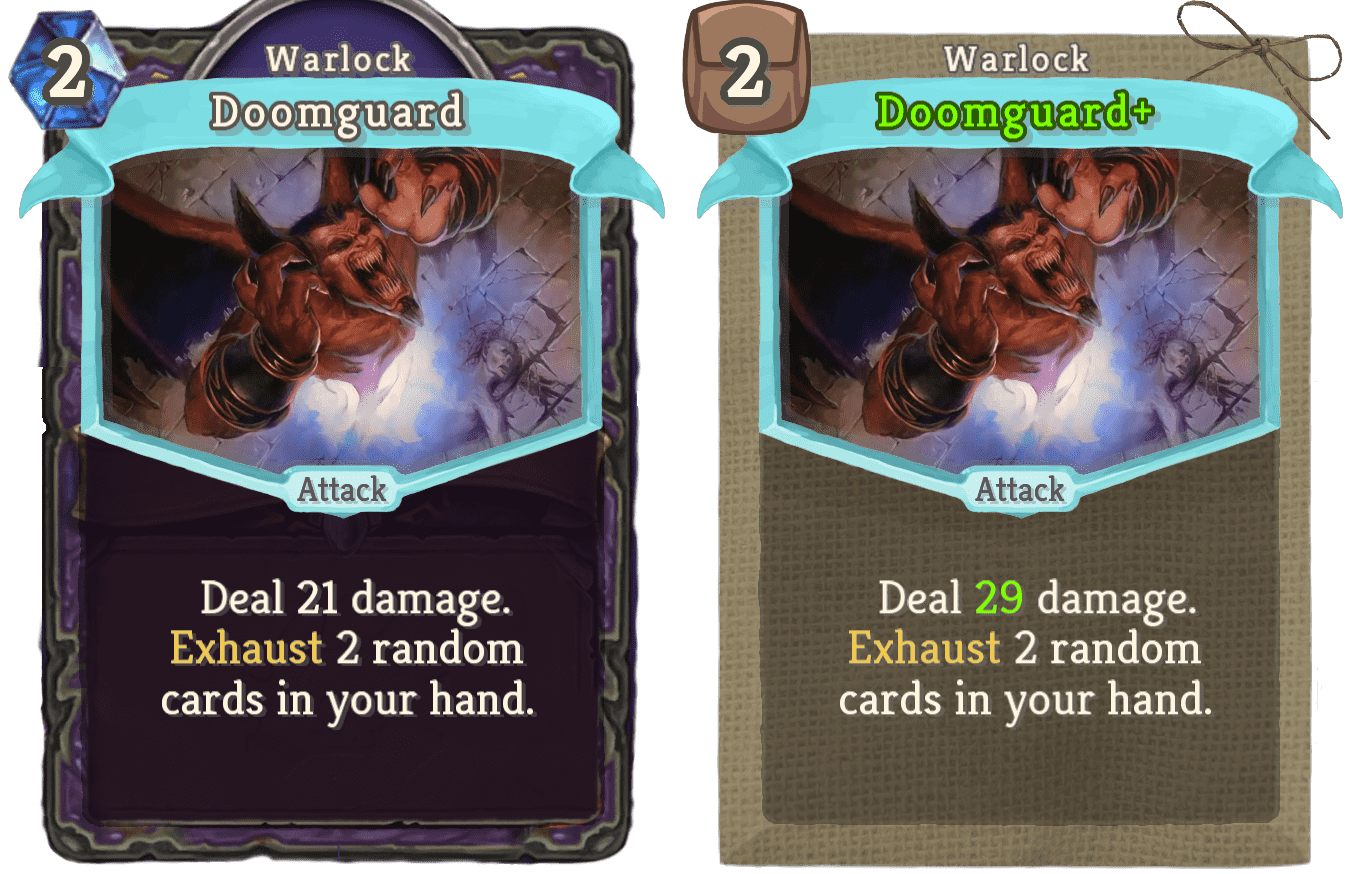 2
Warlock
Doomguard
Attack
Deal 21 damage.
Exhaust 2 random
cards in your hand.
2
Warlock
Doomguard+
Attack
Deal 29 damage.
Exhaust 2 random
cards in your hand.